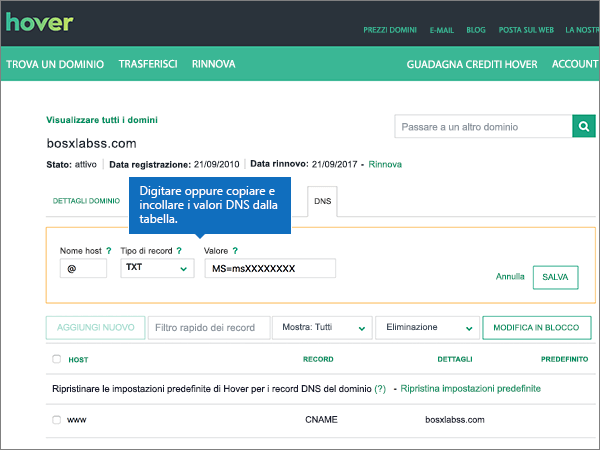 hover
PREZZI DOMINI E-MAIL BLOG POSTA SUL WEB LA NOSTR
TROVA UN DOMINIO TRASFERISCI RINNOVA GUADAGNA CREDITI HOVER ACCOUNT
Visualizzare tutti i domini
bosxlabss.com
Passare a un altro dominio
Stato: attivo Data registrazione: 21/09/2010 Data rinnovo: 21/09/2017 - Rinnova
Digitare oppure copiare e
incollare i valori DNS dalla
tabella.
DETTAGLI DOMINIO DNS
Nome host ? Tipo di record ? Valore ?
@ TXT MS=msXXXXXXXX
Annulla SALVA
AGGIUNGI NUOVO Filtro rapido dei record Mostra: Tutti Eliminazione MODIFICA IN BLOCCO
HOST RECORD DETTAGLI PREDEFINITO
Ripristinare le impostazioni predefinite di Hover per i record DNS del dominio (?) - Ripristina impostazioni predefinite
www CNAME bosxlabss.com